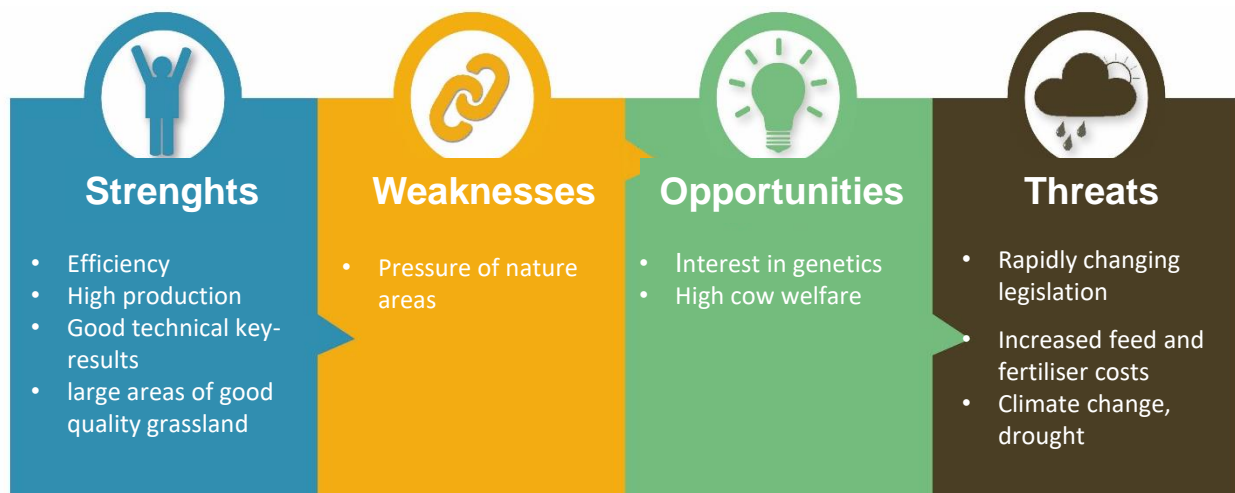 Strenghts
• Efficiency
• High production
• Good technical key-
results
• large areas of good
quality grassland
Weaknesses
• Pressure of nature
areas
Opportunities
• Interest in genetics
• High cow welfare
Threats
• Rapidly changing
legislation
• Increased feed and
fertiliser costs
• Climate change,
drought